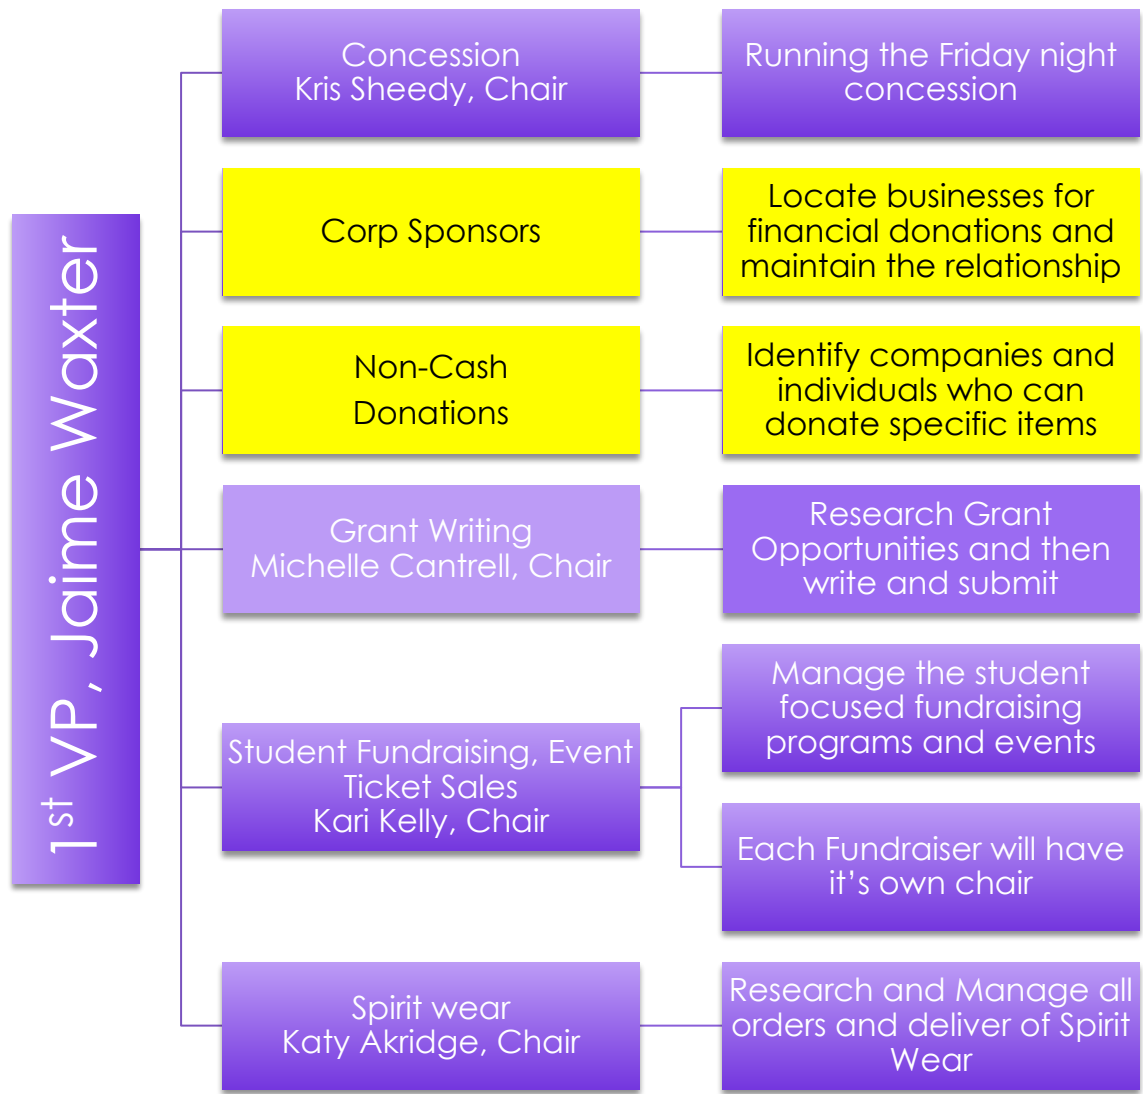 1st VP, Jaime Waxter
Concession
Kris Sheedy, Chair
Running the Friday night
concession
Corp Sponsors
Locate businesses for
financial donations and
maintain the relationship
Non-Cash
Donations
Identify companies and
individuals who can
donate specific items
Grant Writing
Michelle Cantrell, Chair
Research Grant
Opportunities and then
write and submit
Student Fundraising, Event
Ticket Sales
Kari Kelly, Chair
Manage the student
focused fundraising
programs and events
Each Fundraiser will have
it’s own chair
Spirit wear
Katy Akridge, Chair
Research and Manage all
orders and deliver of Spirit
Wear